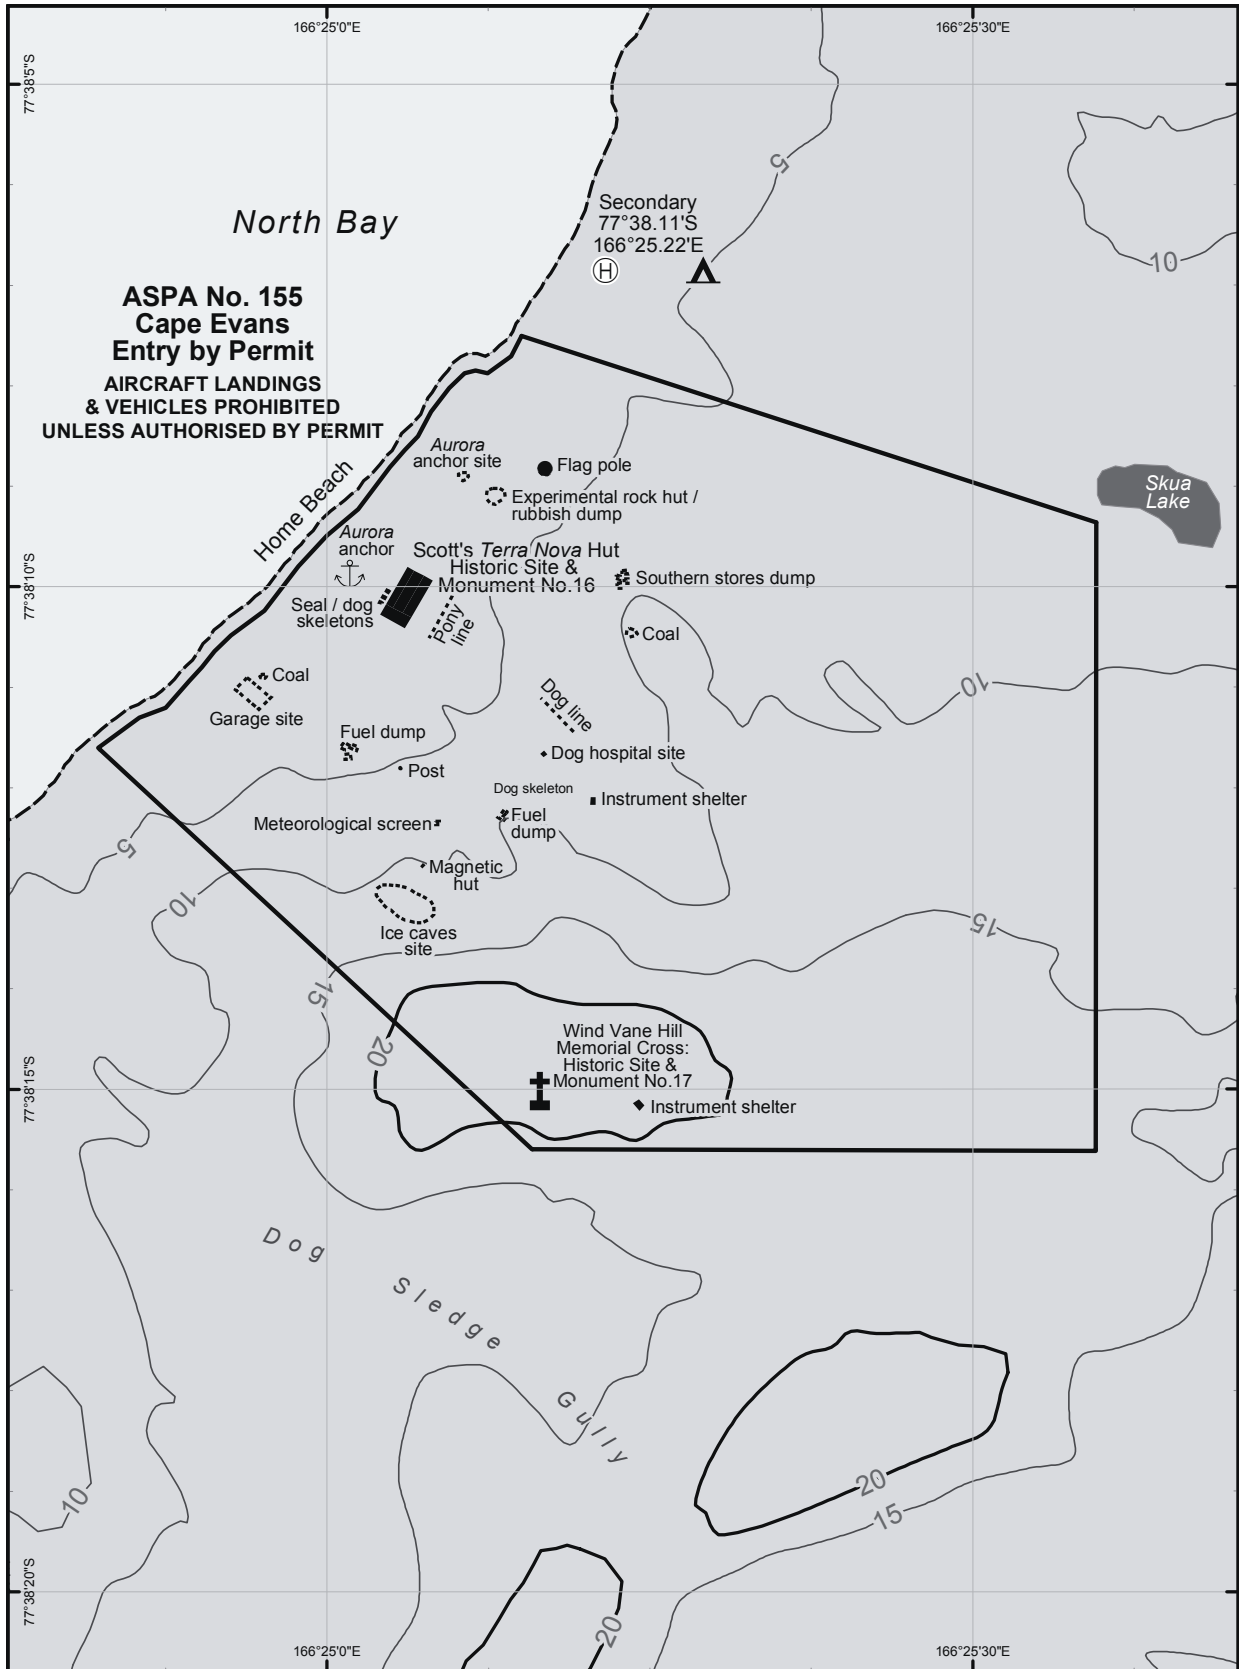 166°25'0"E
166°25'30"E
77°38'5"S
5
Secondary
77°38.11'S
166°25.22'E
H
North Bay
10
ASPA No. 155
Cape Evans
Entry by Permit
AIRCRAFT LANDINGS
& VEHICLES PROHIBITED
UNLESS AUTHORISED BY PERMIT
Aurora
anchor site
Flag pole
Home Beach
Experimental rock hut /
rubbish dump
Skua
Lake
Aurora
anchor
Scott's Terra Nova Hut
Historic Site &
Monument No.16
77°38'10"S
Southern stores dump
Seal / dog
skeletons
Pony
line
Coal
Coal
Garage site
Dog line
10
Fuel dump
Dog hospital site
Post
Dog skeleton
Instrument shelter
Meteorological screen
Fuel
dump
5
Magnetic
hut
10
Ice caves
site
15
15
20
Wind Vane Hill
Memorial Cross:
Historic Site &
Monument No.17
77°38'15"S
Instrument shelter
Dog Sledge Gully
10
20
15
77°38'20"S
20
166°25'0"E
166°25'30"E